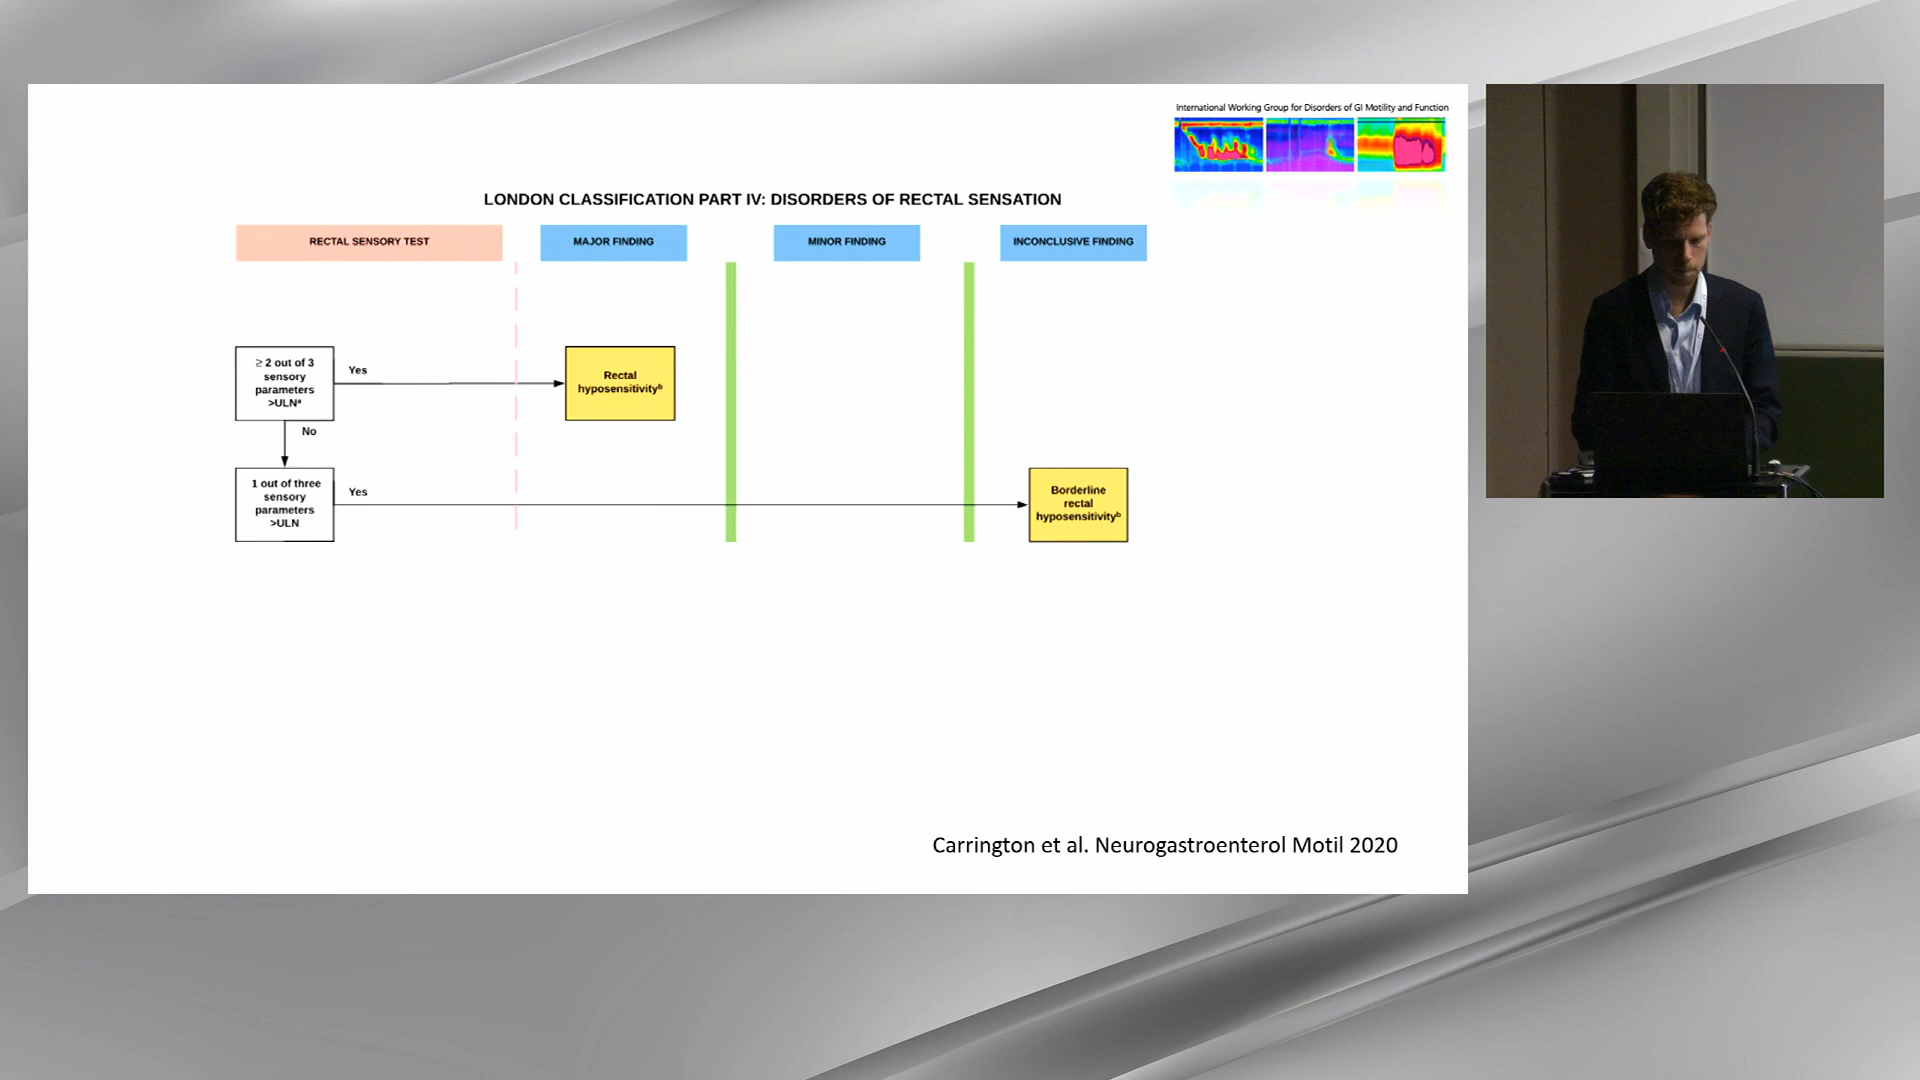 International Working Group for Disorders of GI Motility and Function
LONDON CLASSIFICATION PART IV: DISORDERS OF RECTAL SENSATION
RECTAL SENSORY TEST
MAJOR FINDING
MINOR FINDING
INCONCLUSIVE FINDING
≥ 2 out of 3
sensory
parameters
>ULNᵃ
Yes
Rectal
hyposensitivityᵇ
No
1 out of three
sensory
parameters
>ULN
Yes
Borderline
rectal
hyposensitivityᵇ
Carrington et al. Neurogastroenterol Motil 2020